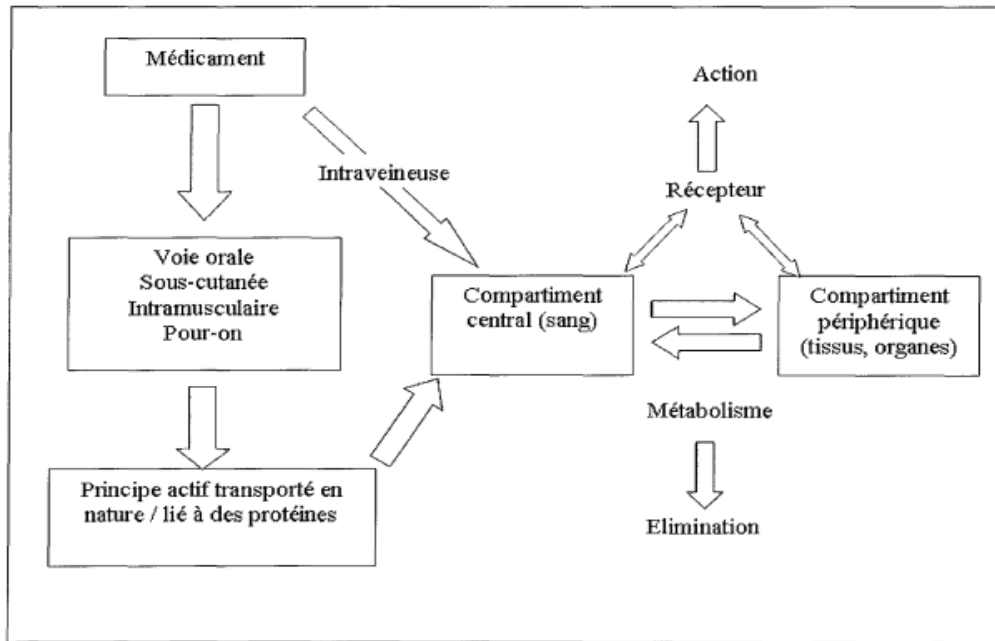 Médicament
Action
Intraveineuse
Récepteur
Voie orale
Sous-cutanée
Intramusculaire
Pour-on
Compartiment
central (sang)
Compartiment
périphérique
(tissus, organes)
Métabolisme
Principe actif transporté en
nature / lié à des protéines
Elimination